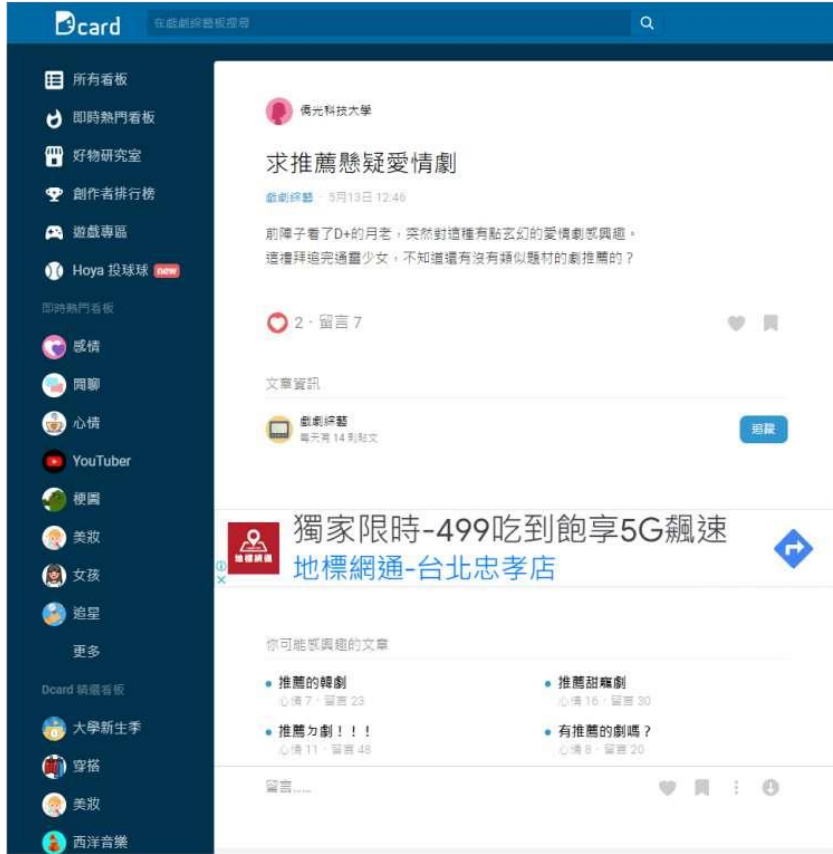 Dcard
在戲劇綜藝板搜尋
所有看板
即時熱門看板
好物研究室
創作者排行榜
遊戲專區
Hoya 投球球 new
即時熱門看板
感情
閒聊
心情
YouTuber
梗圖
美妝
女孩
追星
更多
Dcard 精選看板
大學新生季
穿搭
美妝
西洋音樂
僑光科技大學
求推薦懸疑愛情劇
戲劇綜藝 · 5月13日 12:46
前陣子看了D+的月老,突然對這種有點玄幻的愛情劇感興趣。
這禮拜追完通靈少女,不知道還有沒有類似題材的劇推薦的?
2 · 留言 7
文章資訊
戲劇綜藝
每天有 14 則貼文
追蹤
地標網通
獨家限時-499吃到飽享5G飆速
地標網通-台北忠孝店
你可能感興趣的文章
推薦的韓劇
心情 7 · 留言 23
推薦甜寵劇
心情 16 · 留言 30
推薦ㄉ劇!!!
心情 11 · 留言 48
有推薦的劇嗎?
心情 8 · 留言 20
留言......